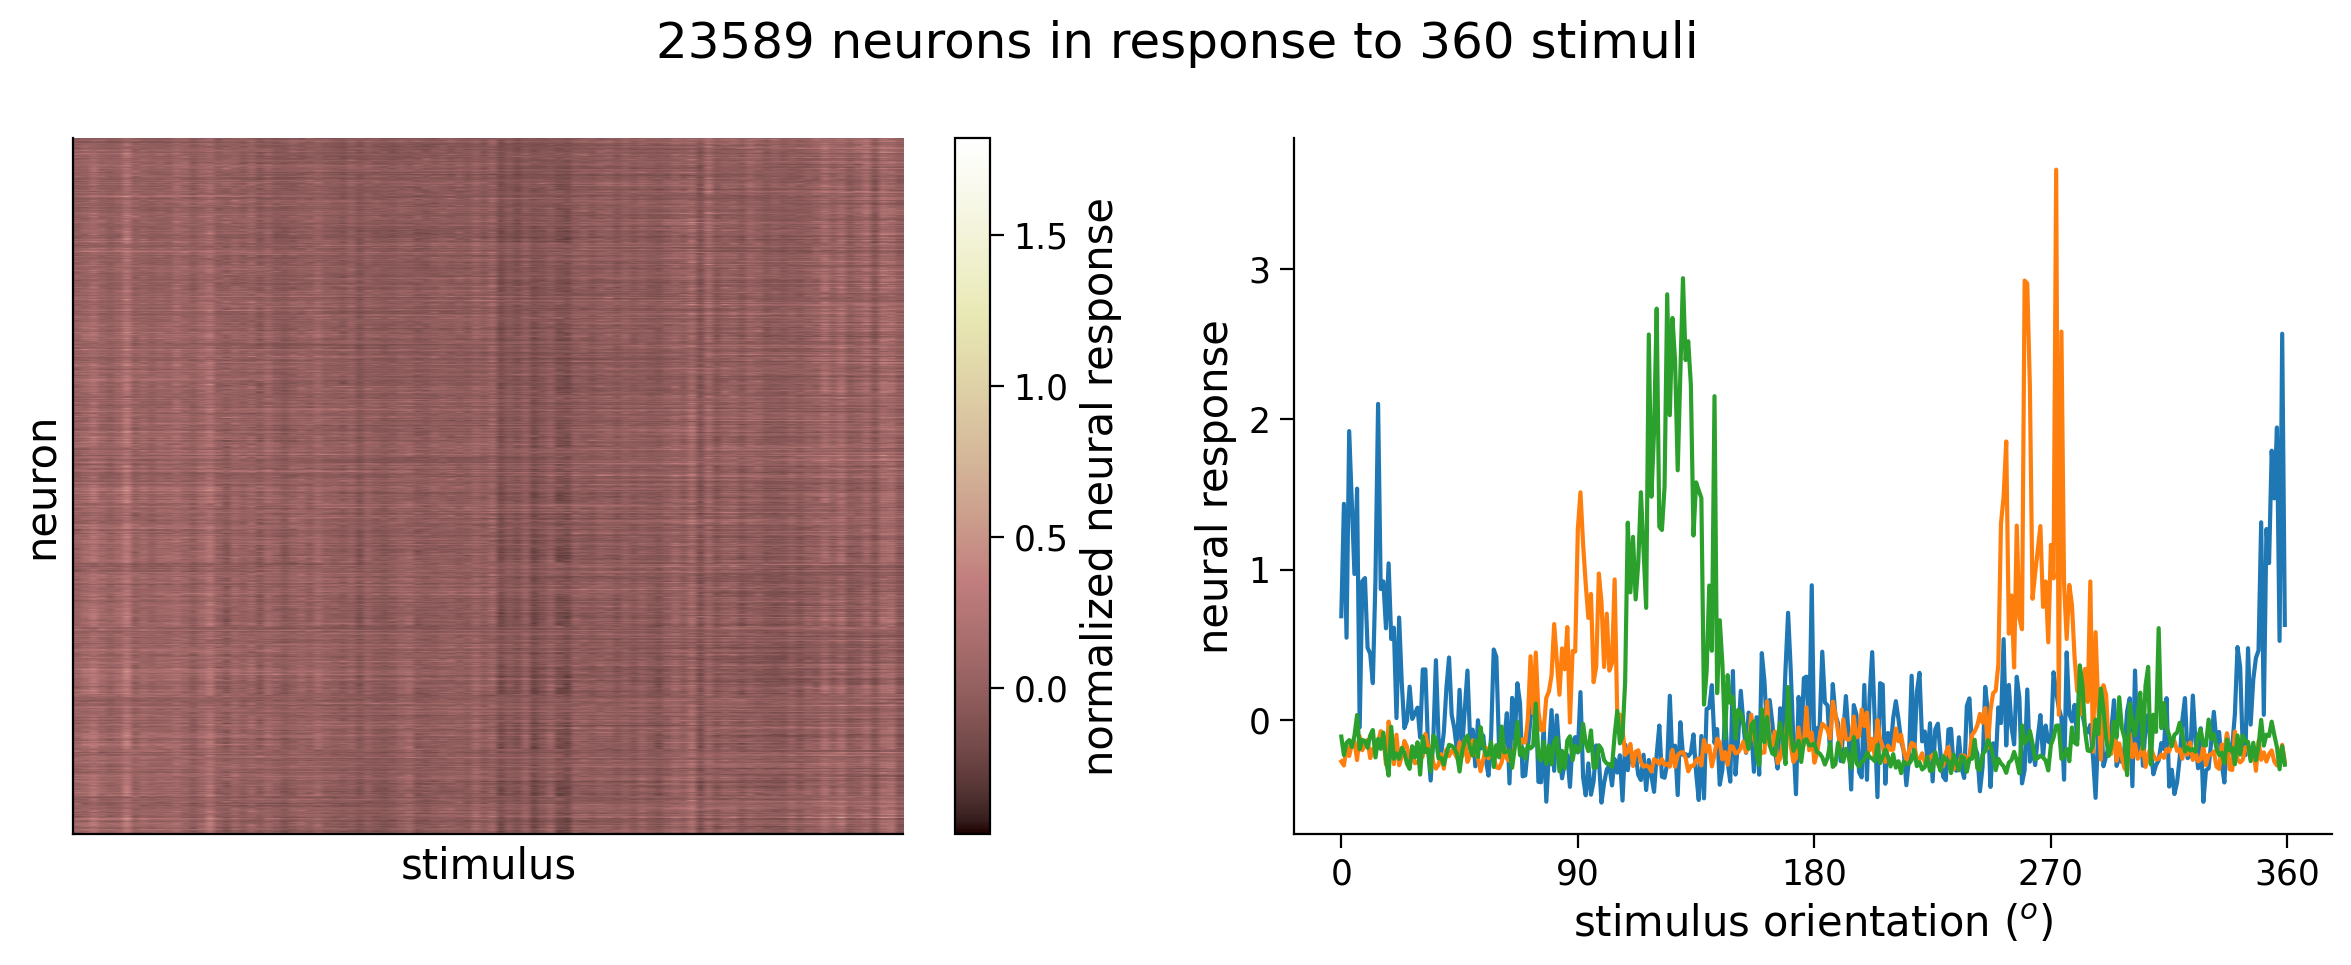 23589 neurons in response to 360 stimuli
neuron
stimulus
1.5
1.0
0.5
0.0
normalized neural response
neural response
3
2
1
0
0 90 180 270 360
stimulus orientation (°)